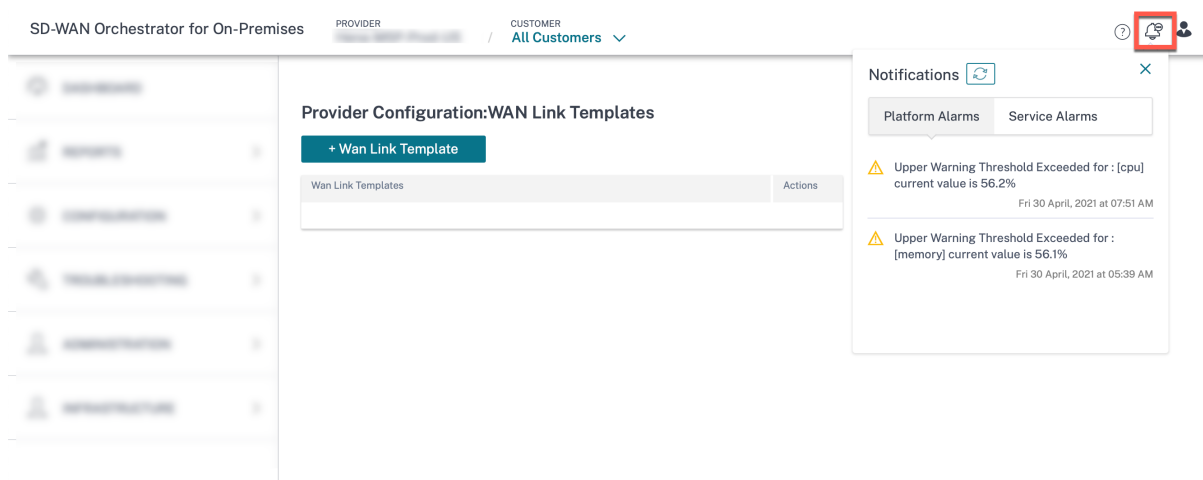 SD-WAN Orchestrator for On-Premises
PROVIDER
/
CUSTOMER
All Customers
?
Notifications
Platform Alarms
Service Alarms
Provider Configuration:WAN Link Templates
+ Wan Link Template
Wan Link Templates
Actions
Upper Warning Threshold Exceeded for : [cpu]
current value is 56.2%
Fri 30 April, 2021 at 07:51 AM
Upper Warning Threshold Exceeded for :
[memory] current value is 56.1%
Fri 30 April, 2021 at 05:39 AM